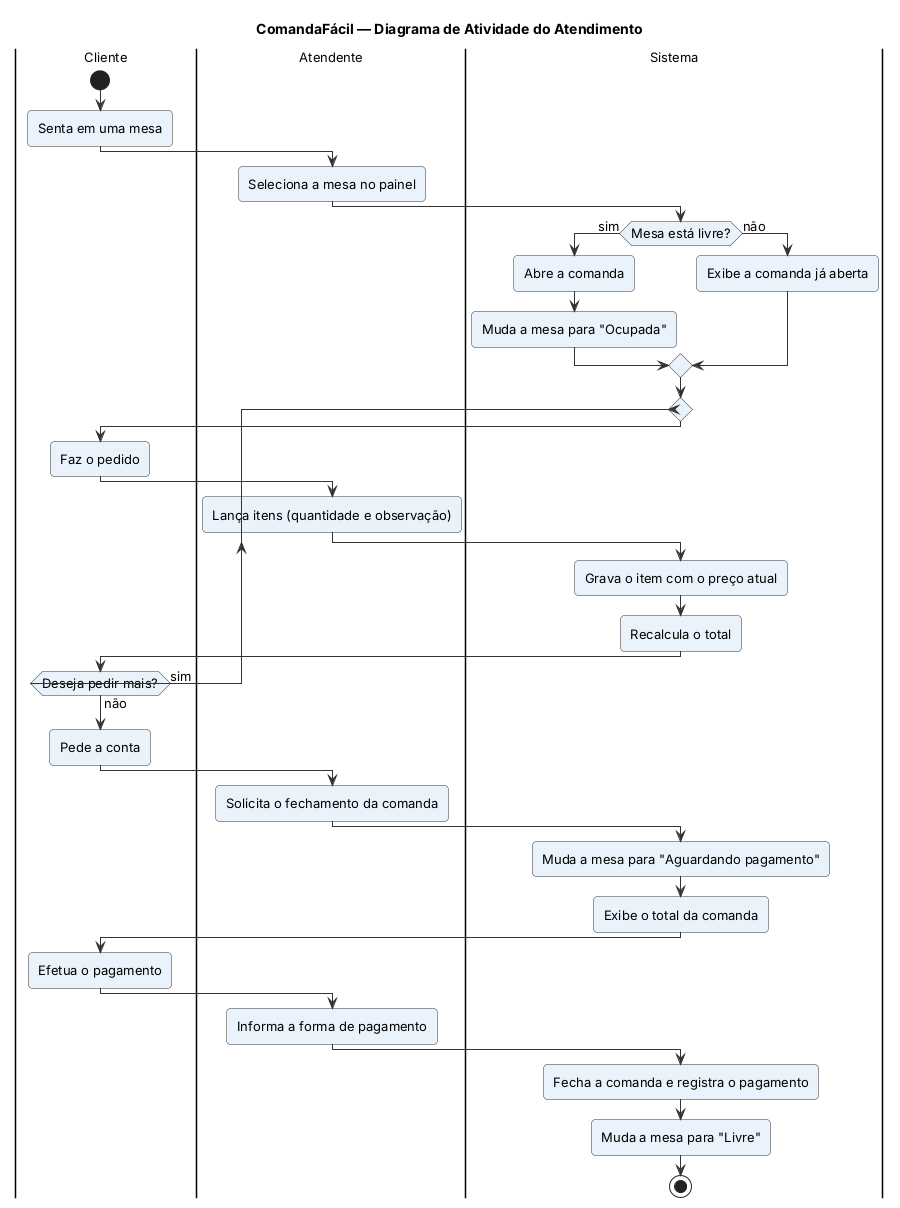 ComandaFácil — Diagrama de Atividade do Atendimento
Cliente
Atendente
Sistema
Senta em uma mesa
Seleciona a mesa no painel
sim
Mesa está livre?
não
Abre a comanda
Exibe a comanda já aberta
Muda a mesa para "Ocupada"
Faz o pedido
Lança itens (quantidade e observação)
Grava o item com o preço atual
Recalcula o total
Deseja pedir mais?
sim
não
Pede a conta
Solicita o fechamento da comanda
Muda a mesa para "Aguardando pagamento"
Exibe o total da comanda
Efetua o pagamento
Informa a forma de pagamento
Fecha a comanda e registra o pagamento
Muda a mesa para "Livre"